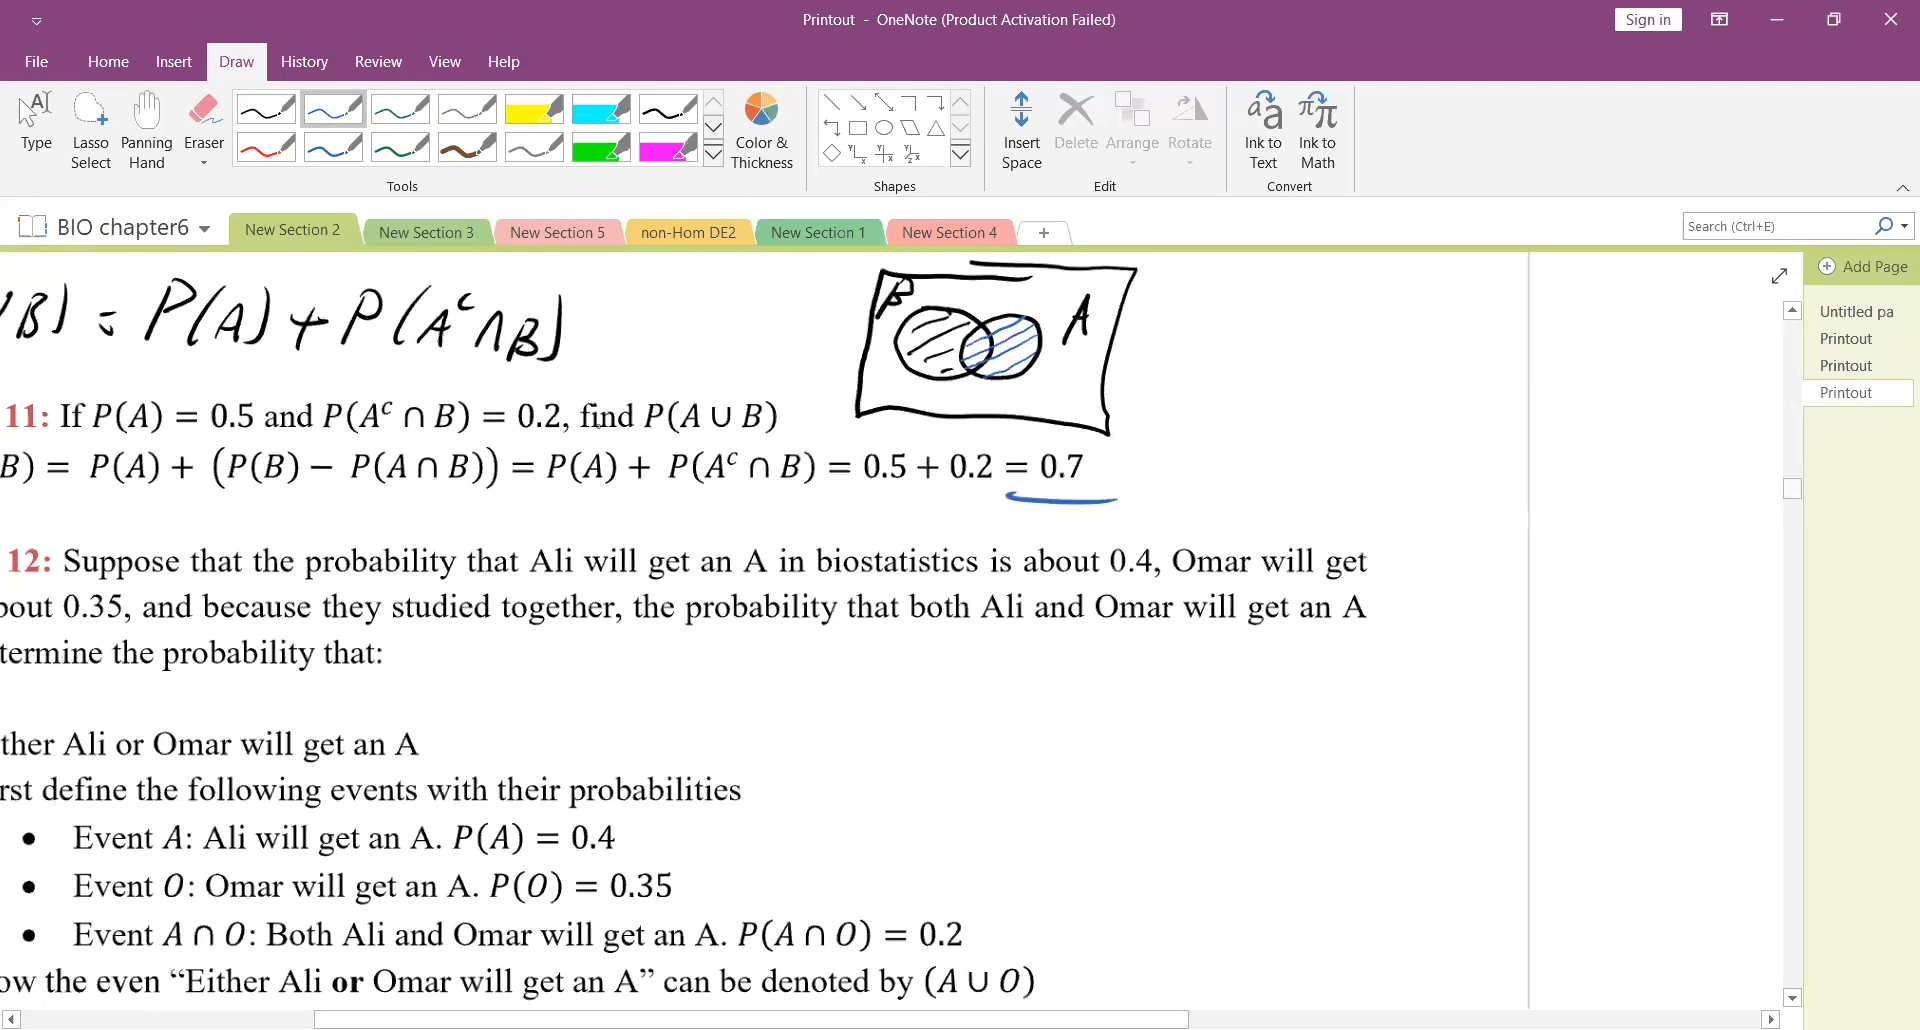 Printout - OneNote (Product Activation Failed)
Sign in
File Home Insert Draw History Review View Help
Type
Lasso Select
Panning Hand
Eraser
Color & Thickness
Insert Space
Delete
Arrange
Rotate
Ink to Text
Ink to Math
Tools
Shapes
Edit
Convert
BIO chapter6
New Section 2
New Section 3
New Section 5
non-Hom DE2
New Section 1
New Section 4
+
Search (Ctrl+E)
Add Page
Untitled pa
Printout
Printout
Printout
B) = P(A) + P(Aᶜ ∩ B)
B
A
11: If P(A) = 0.5 and P(Aᶜ ∩ B) = 0.2, find P(A ∪ B)
B) = P(A) + (P(B) − P(A ∩ B)) = P(A) + P(Aᶜ ∩ B) = 0.5 + 0.2 = 0.7
12: Suppose that the probability that Ali will get an A in biostatistics is about 0.4, Omar will get
bout 0.35, and because they studied together, the probability that both Ali and Omar will get an A
termine the probability that:
ther Ali or Omar will get an A
rst define the following events with their probabilities
• Event A: Ali will get an A. P(A) = 0.4
• Event O: Omar will get an A. P(O) = 0.35
• Event A ∩ O: Both Ali and Omar will get an A. P(A ∩ O) = 0.2
ow the even “Either Ali or Omar will get an A” can be denoted by (A ∪ O)